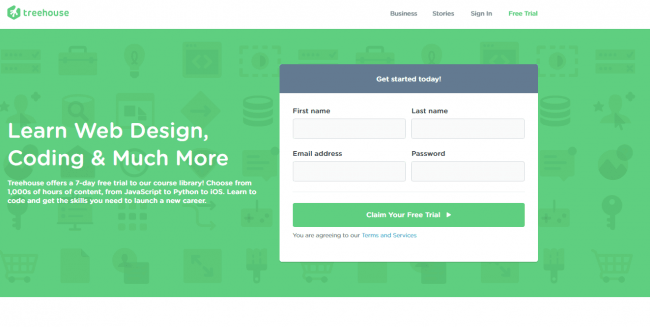 treehouse
Business Stories Sign In Free Trial
Learn Web Design,
Coding & Much More
Treehouse offers a 7-day free trial to our course library! Choose from
1,000s of hours of content, from JavaScript to Python to iOS. Learn to
code and get the skills you need to launch a new career.
Get started today!
First name Last name
Email address Password
Claim Your Free Trial
You are agreeing to our Terms and Services